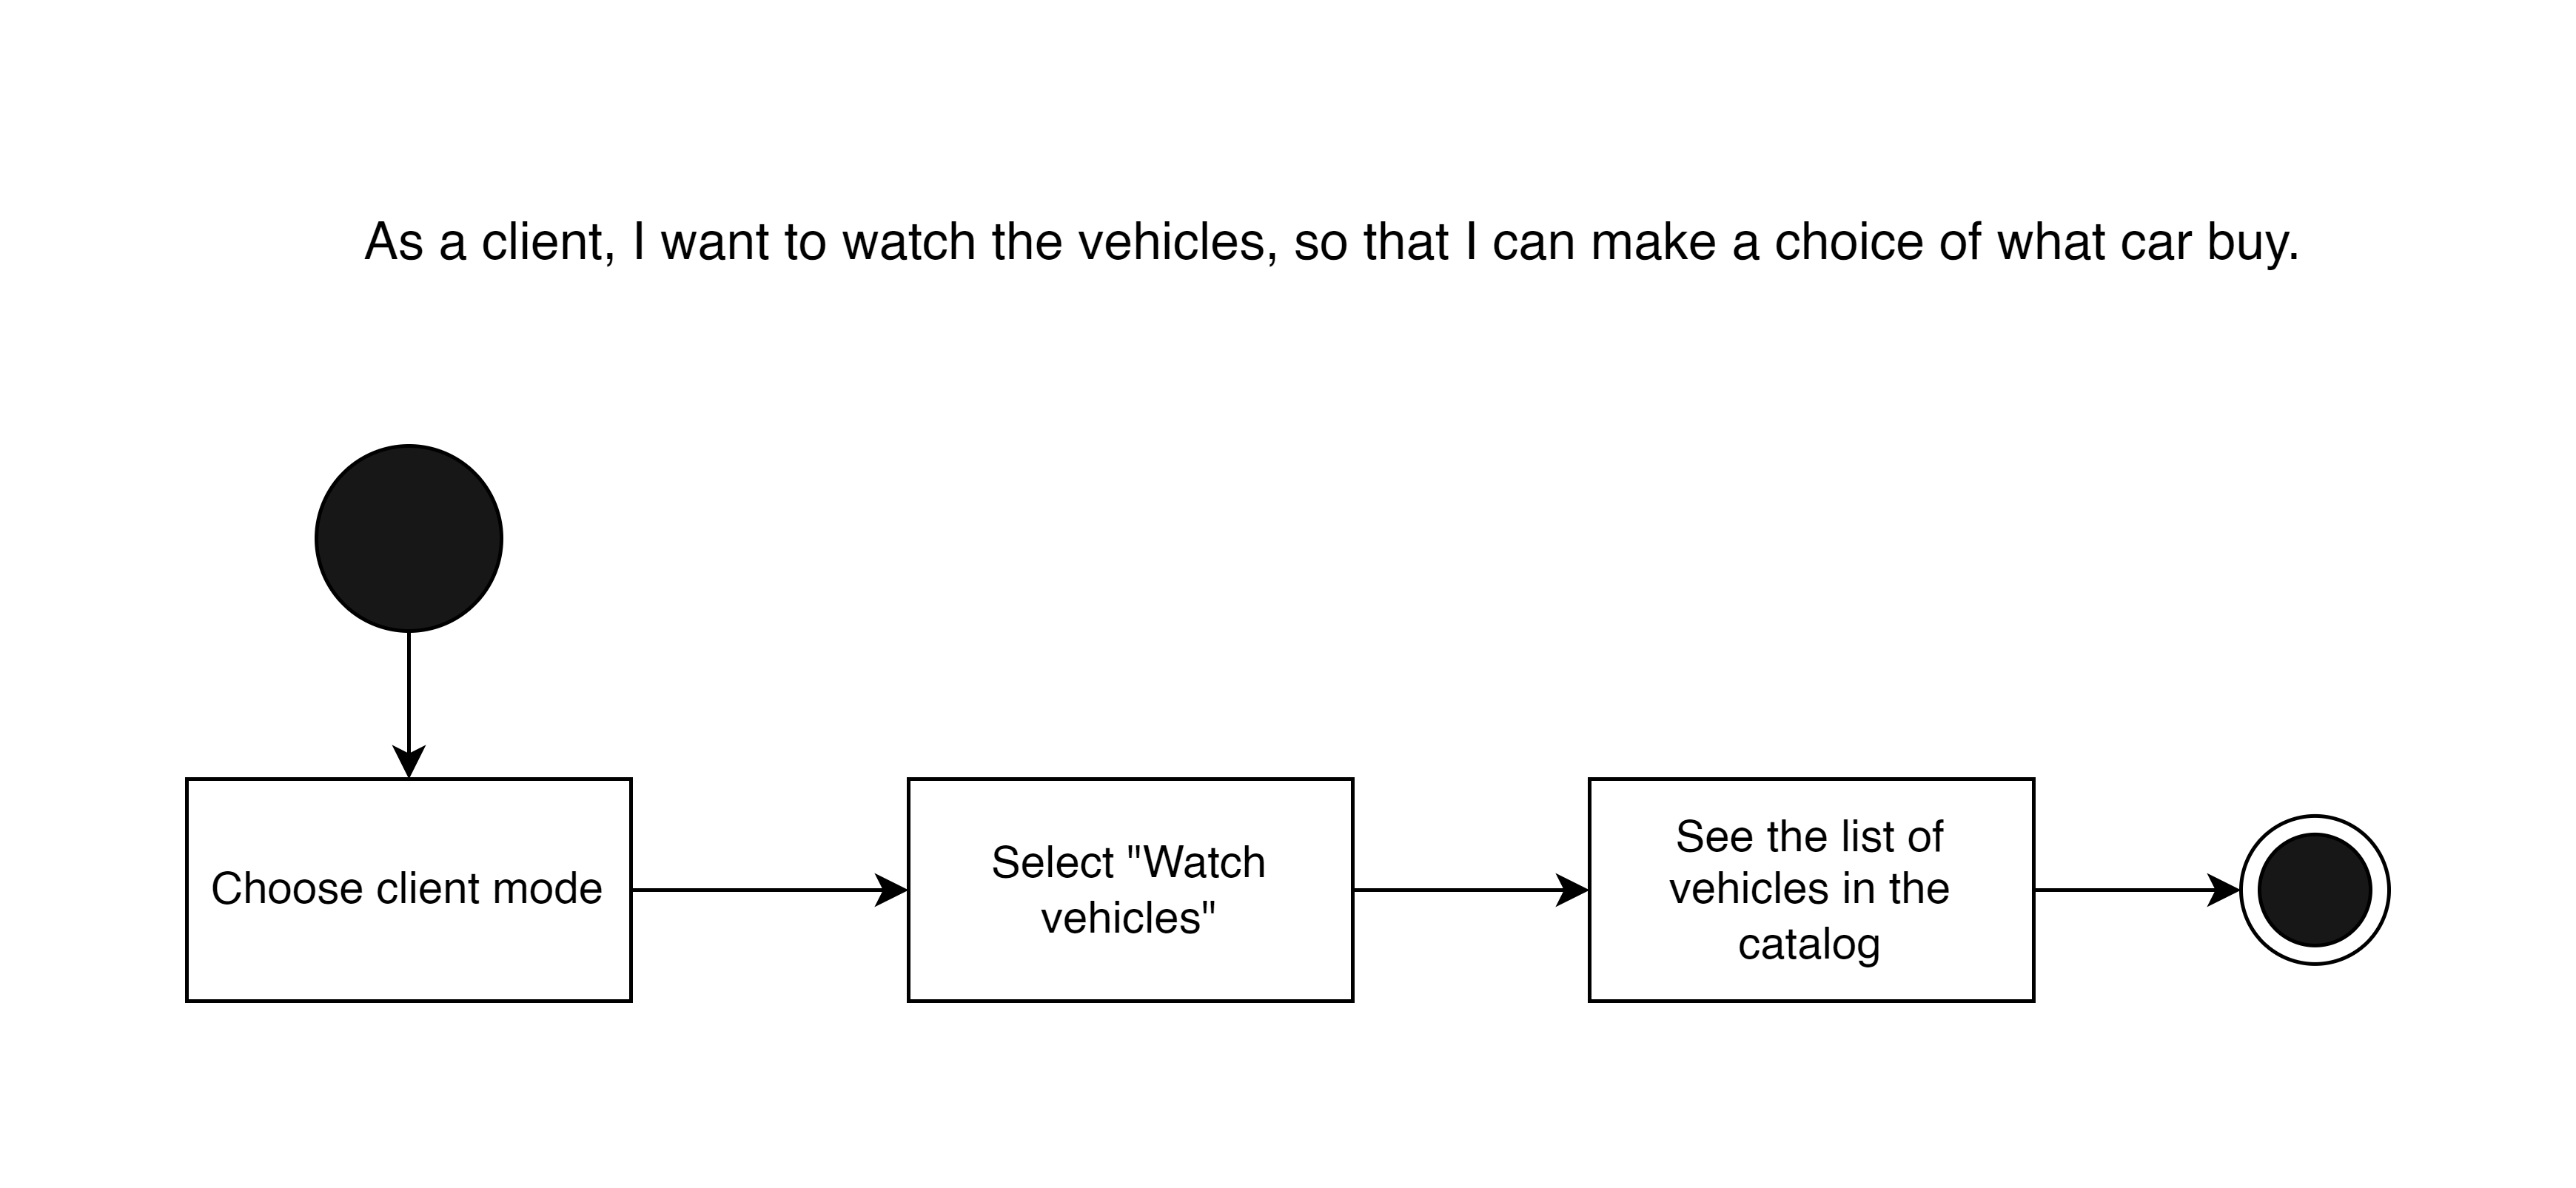 As a client, I want to watch the vehicles, so that I can make a choice of what car buy.
Choose client mode
Select "Watch
vehicles"
See the list of
vehicles in the
catalog